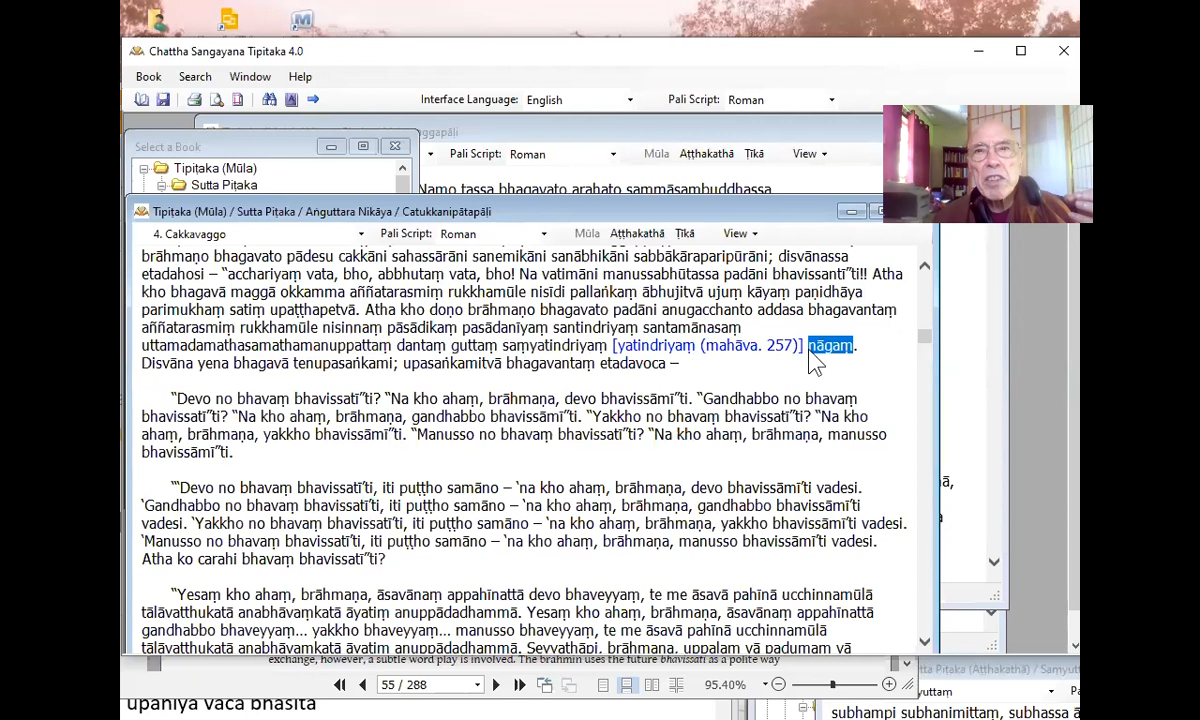 Chattha Sangayana Tipitaka 4.0
Book Search Window Help
Interface Language: English Pali Script: Roman
Select a Book
Pali Script: Roman Mūla Aṭṭhakathā Ṭīkā View
Tipiṭaka (Mūla)
Sutta Piṭaka
Namo tassa bhagavato arahato sammāsambuddhassa
Tipiṭaka (Mūla) / Sutta Piṭaka / Aṅguttara Nikāya / Catukkanipātapāḷi
4. Cakkavaggo Pali Script: Roman Mūla Aṭṭhakathā Ṭīkā View
brāhmaṇo bhagavato pādesu cakkāni sahassārāni sanemikāni sanābhikāni sabbākāraparipūrāni; disvānassa
etadahosi – “acchariyaṃ vata, bho, abbhutaṃ vata, bho! Na vatimāni manussabhūtassa padāni bhavissantī”ti!! Atha
kho bhagavā maggā okkamma aññatarasmiṃ rukkhamūle nisīdi pallaṅkaṃ ābhujitvā ujuṃ kāyaṃ paṇidhāya
parimukhaṃ satiṃ upaṭṭhapetvā. Atha kho doṇo brāhmaṇo bhagavato padāni anugacchanto addasa bhagavantaṃ
aññatarasmiṃ rukkhamūle nisinnaṃ pāsādikaṃ pasādanīyaṃ santindriyaṃ santamānasaṃ
uttamadamathasamathamanuppattaṃ dantaṃ guttaṃ saṃyatindriyaṃ [yatindriyaṃ (mahāva. 257)] nāgaṃ.
Disvāna yena bhagavā tenupasaṅkami; upasaṅkamitvā bhagavantaṃ etadavoca –
“Devo no bhavaṃ bhavissatī”ti? “Na kho ahaṃ, brāhmaṇa, devo bhavissāmī”ti. “Gandhabbo no bhavaṃ
bhavissatī”ti? “Na kho ahaṃ, brāhmaṇa, gandhabbo bhavissāmī”ti. “Yakkho no bhavaṃ bhavissatī”ti? “Na kho
ahaṃ, brāhmaṇa, yakkho bhavissāmī”ti. “Manusso no bhavaṃ bhavissatī”ti? “Na kho ahaṃ, brāhmaṇa, manusso
bhavissāmī”ti.
“‘Devo no bhavaṃ bhavissatī’ti, iti puṭṭho samāno – ‘na kho ahaṃ, brāhmaṇa, devo bhavissāmī’ti vadesi.
‘Gandhabbo no bhavaṃ bhavissatī’ti, iti puṭṭho samāno – ‘na kho ahaṃ, brāhmaṇa, gandhabbo bhavissāmī’ti
vadesi. ‘Yakkho no bhavaṃ bhavissatī’ti, iti puṭṭho samāno – ‘na kho ahaṃ, brāhmaṇa, yakkho bhavissāmī’ti vadesi.
‘Manusso no bhavaṃ bhavissatī’ti, iti puṭṭho samāno – ‘na kho ahaṃ, brāhmaṇa, manusso bhavissāmī’ti vadesi.
Atha ko carahi bhavaṃ bhavissatī”ti?
“Yesaṃ kho ahaṃ, brāhmaṇa, āsavānaṃ appahīnattā devo bhaveyyaṃ, te me āsavā pahīnā ucchinnamūlā
tālāvatthukatā anabhāvaṃkatā āyatiṃ anuppādadhammā. Yesaṃ kho ahaṃ, brāhmaṇa, āsavānaṃ appahīnattā
gandhabbo bhaveyyaṃ... yakkho bhaveyyaṃ... manusso bhaveyyaṃ, te me āsavā pahīnā ucchinnamūlā
tālāvatthukatā anabhāvaṃkatā āyatiṃ anuppādadhammā. Seyyathāpi, brāhmaṇa, uppalaṃ vā padumaṃ vā
exchange, however, a subtle word play is involved. The brahmin uses the future bhavissati as a polite way
55 / 288 95.40%
upanīya vācā bhāsitā
subhampi subhanimittaṃ, subhassa ā